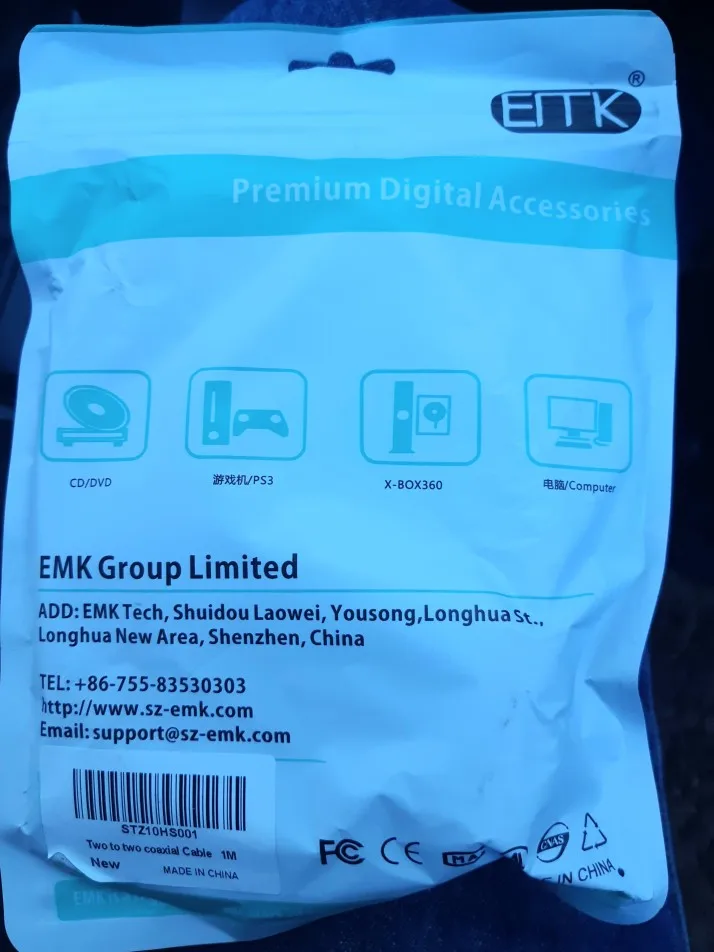 EMK®
Premium Digital Accessories
CD/DVD
游戏机/PS3
X-BOX360
电脑/Computer
EMK Group Limited
ADD: EMK Tech, Shuidou Laowei, Yousong,Longhua St.,
Longhua New Area, Shenzhen, China
TEL: +86-755-83530303
http://www.sz-emk.com
Email: support@sz-emk.com
STZ10HS001
Two to two coaxial Cable 1M
New
MADE IN CHINA
FC CE
CNAS
IN CHINA